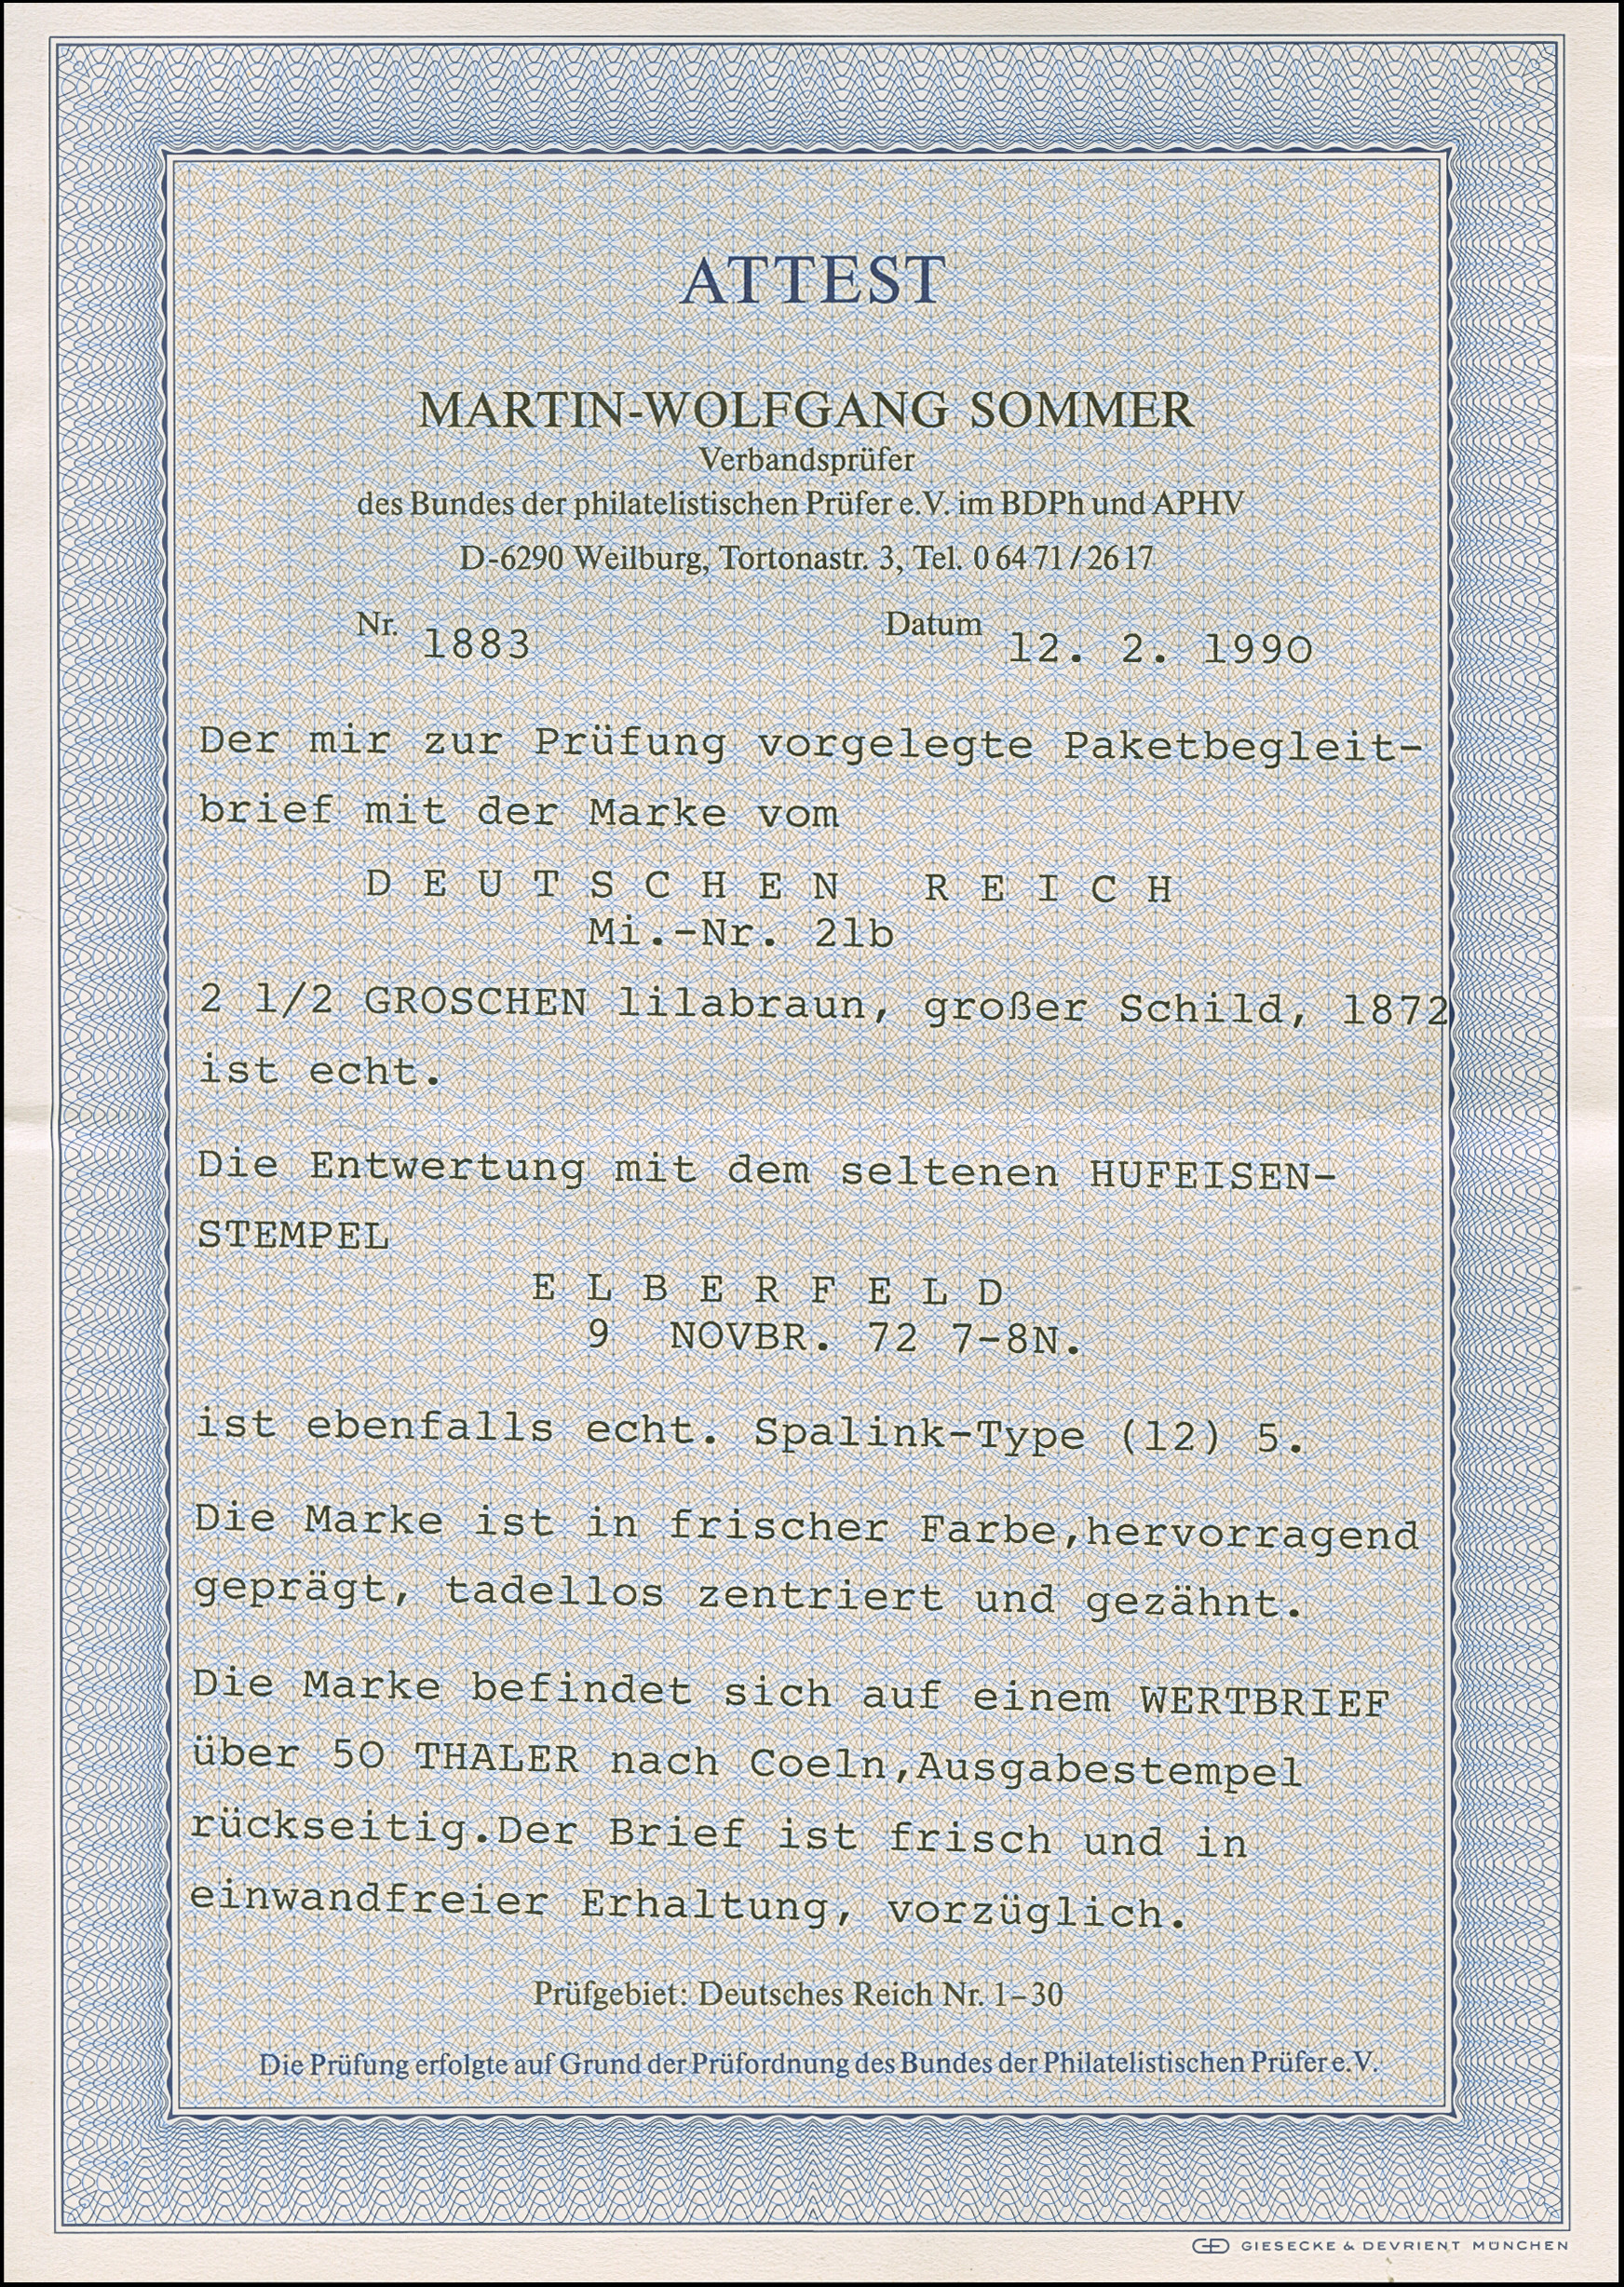 ATTEST
MARTIN-WOLFGANG SOMMER
Verbandsprüfer
des Bundes der philatelistischen Prüfer e.V. im BDPh und APHV
D-6290 Weilburg, Tortonastr. 3, Tel. 0 64 71 / 26 17
Nr. 1883 Datum 12. 2. 1990
Der mir zur Prüfung vorgelegte Paketbegleit-
brief mit der Marke vom
D E U T S C H E N   R E I C H
Mi.-Nr. 21b
2 1/2 GROSCHEN lilabraun, großer Schild, 1872
ist echt.
Die Entwertung mit dem seltenen HUFEISEN-
STEMPEL
E L B E R F E L D
9 NOVBR. 72 7-8N.
ist ebenfalls echt. Spalink-Type (12) 5.
Die Marke ist in frischer Farbe,hervorragend
geprägt, tadellos zentriert und gezähnt.
Die Marke befindet sich auf einem WERTBRIEF
über 50 THALER nach Coeln,Ausgabestempel
rückseitig.Der Brief ist frisch und in
einwandfreier Erhaltung, vorzüglich.
Prüfgebiet: Deutsches Reich Nr. 1–30
Die Prüfung erfolgte auf Grund der Prüfordnung des Bundes der Philatelistischen Prüfer e.V.
GD GIESECKE & DEVRIENT MÜNCHEN